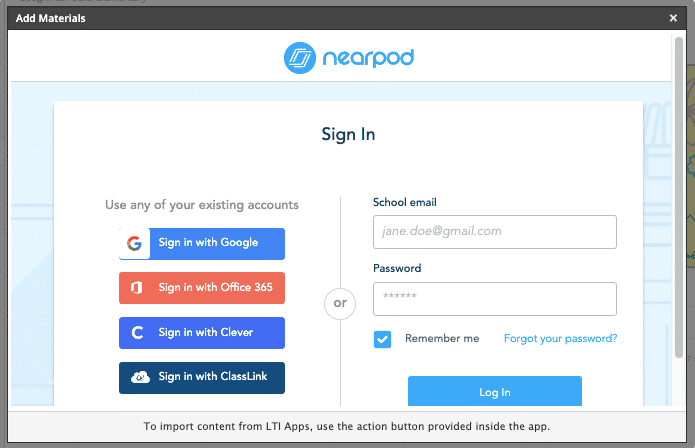 Add Materials
×
nearpod
Sign In
Use any of your existing accounts
Sign in with Google
Sign in with Office 365
C Sign in with Clever
Sign in with ClassLink
or
School email
jane.doe@gmail.com
Password
******
Remember me Forgot your password?
Log In
To import content from LTI Apps, use the action button provided inside the app.